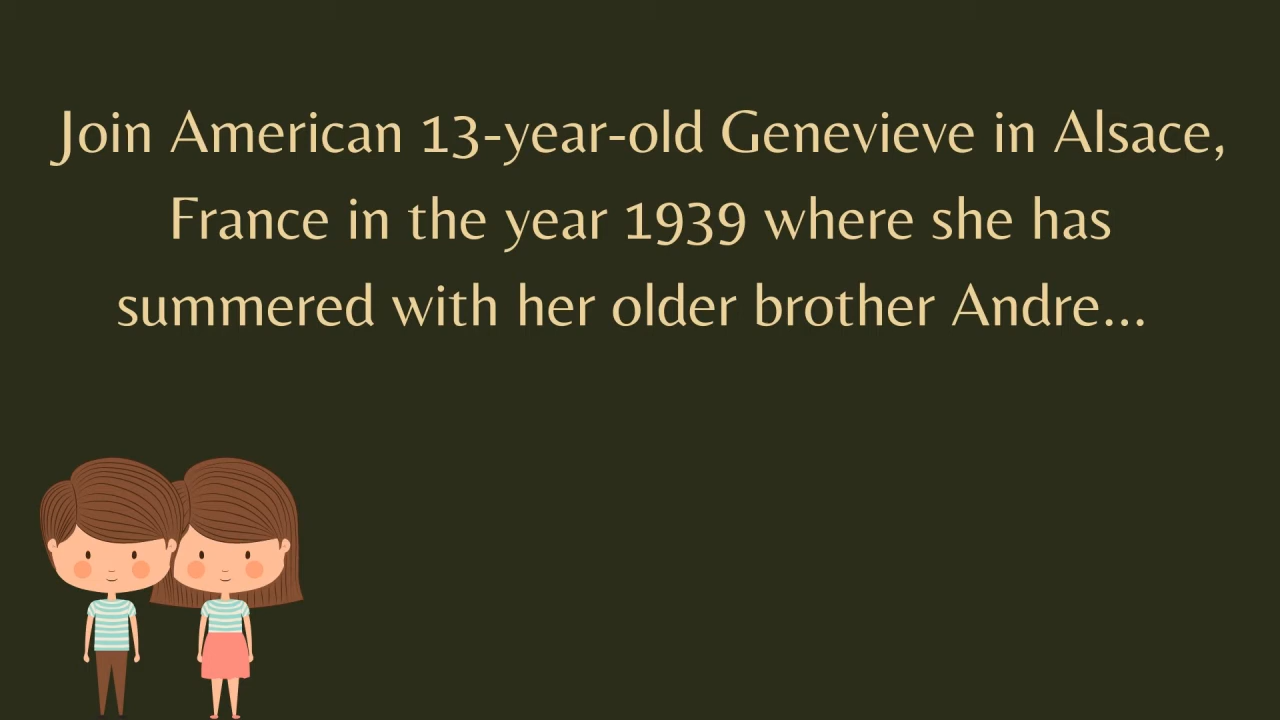 Join American 13-year-old Genevieve in Alsace,
France in the year 1939 where she has
summered with her older brother Andre...